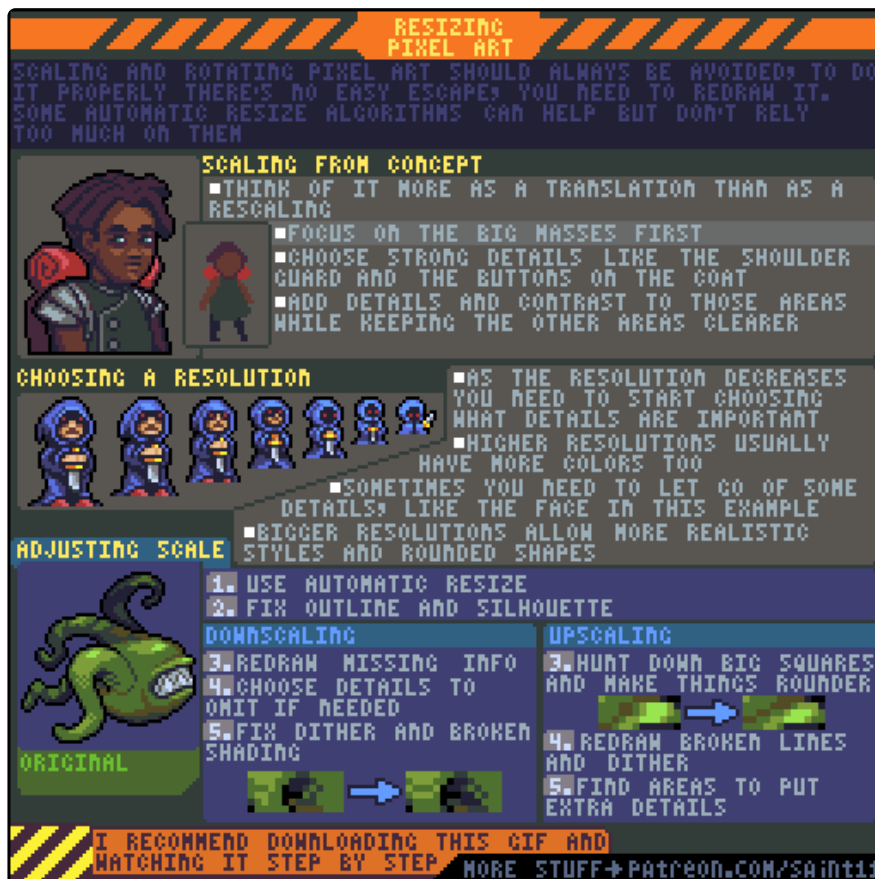 RESIZING
PIXEL ART
SCALING AND ROTATING PIXEL ART SHOULD ALWAYS BE AVOIDED, TO DO
IT PROPERLY THERE'S NO EASY ESCAPE, YOU NEED TO REDRAW IT.
SOME AUTOMATIC RESIZE ALGORITHMS CAN HELP BUT DON'T RELY
TOO MUCH ON THEM
SCALING FROM CONCEPT
▪THINK OF IT MORE AS A TRANSLATION THAN AS A
RESCALING
▪FOCUS ON THE BIG MASSES FIRST
▪CHOOSE STRONG DETAILS LIKE THE SHOULDER
GUARD AND THE BUTTONS ON THE COAT
▪ADD DETAILS AND CONTRAST TO THOSE AREAS
WHILE KEEPING THE OTHER AREAS CLEARER
CHOOSING A RESOLUTION
▪AS THE RESOLUTION DECREASES
YOU NEED TO START CHOOSING
WHAT DETAILS ARE IMPORTANT
▪HIGHER RESOLUTIONS USUALLY
HAVE MORE COLORS TOO
▪SOMETIMES YOU NEED TO LET GO OF SOME
DETAILS, LIKE THE FACE IN THIS EXAMPLE
▪BIGGER RESOLUTIONS ALLOW MORE REALISTIC
STYLES AND ROUNDED SHAPES
ADJUSTING SCALE
1. USE AUTOMATIC RESIZE
2. FIX OUTLINE AND SILHOUETTE
DOWNSCALING
3. REDRAW MISSING INFO
4. CHOOSE DETAILS TO
OMIT IF NEEDED
5. FIX DITHER AND BROKEN
SHADING
UPSCALING
3. HUNT DOWN BIG SQUARES
AND MAKE THINGS ROUNDER
4. REDRAW BROKEN LINES
AND DITHER
5. FIND AREAS TO PUT
EXTRA DETAILS
ORIGINAL
I RECOMMEND DOWNLOADING THIS GIF AND
WATCHING IT STEP BY STEP
MORE STUFF→PATREON.COM/SAINT11